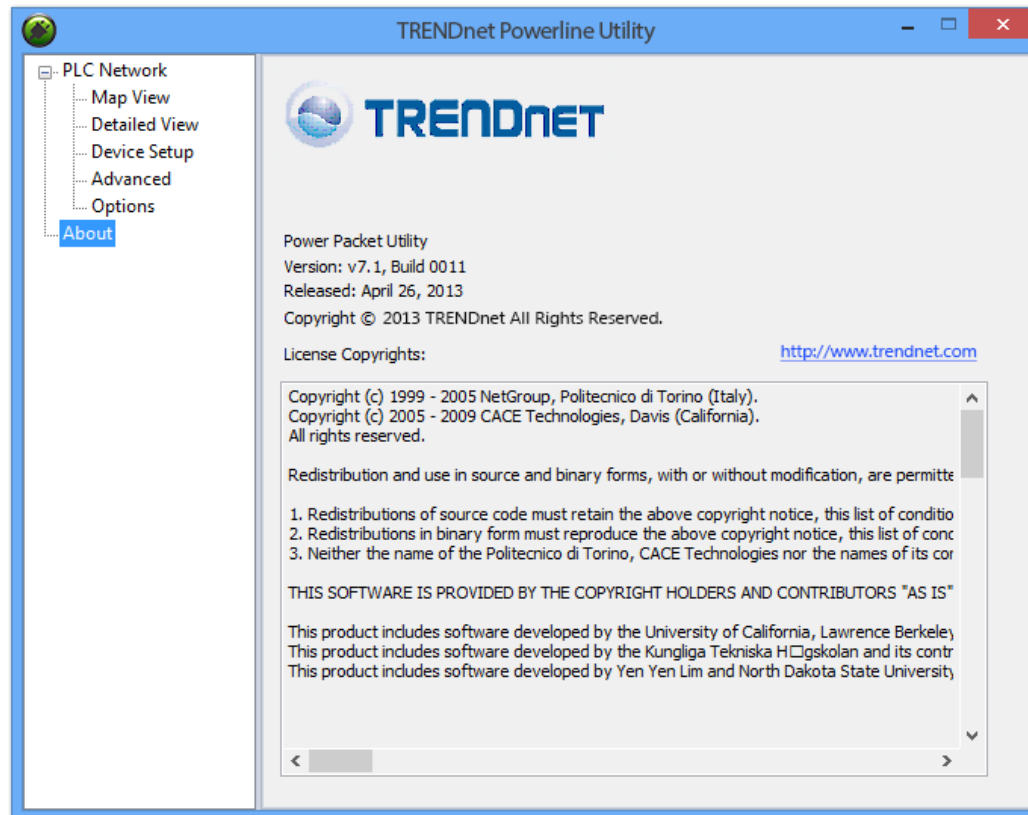 TRENDnet Powerline Utility
PLC Network
Map View
Detailed View
Device Setup
Advanced
Options
About
TRENDNET
Power Packet Utility
Version: v7.1, Build 0011
Released: April 26, 2013
Copyright © 2013 TRENDnet All Rights Reserved.
License Copyrights:
http://www.trendnet.com
Copyright (c) 1999 - 2005 NetGroup, Politecnico di Torino (Italy).
Copyright (c) 2005 - 2009 CACE Technologies, Davis (California).
All rights reserved.
Redistribution and use in source and binary forms, with or without modification, are permitte
1. Redistributions of source code must retain the above copyright notice, this list of conditio
2. Redistributions in binary form must reproduce the above copyright notice, this list of conc
3. Neither the name of the Politecnico di Torino, CACE Technologies nor the names of its cor
THIS SOFTWARE IS PROVIDED BY THE COPYRIGHT HOLDERS AND CONTRIBUTORS "AS IS"
This product includes software developed by the University of California, Lawrence Berkeley
This product includes software developed by the Kungliga Tekniska H□gskolan and its contr
This product includes software developed by Yen Yen Lim and North Dakota State University